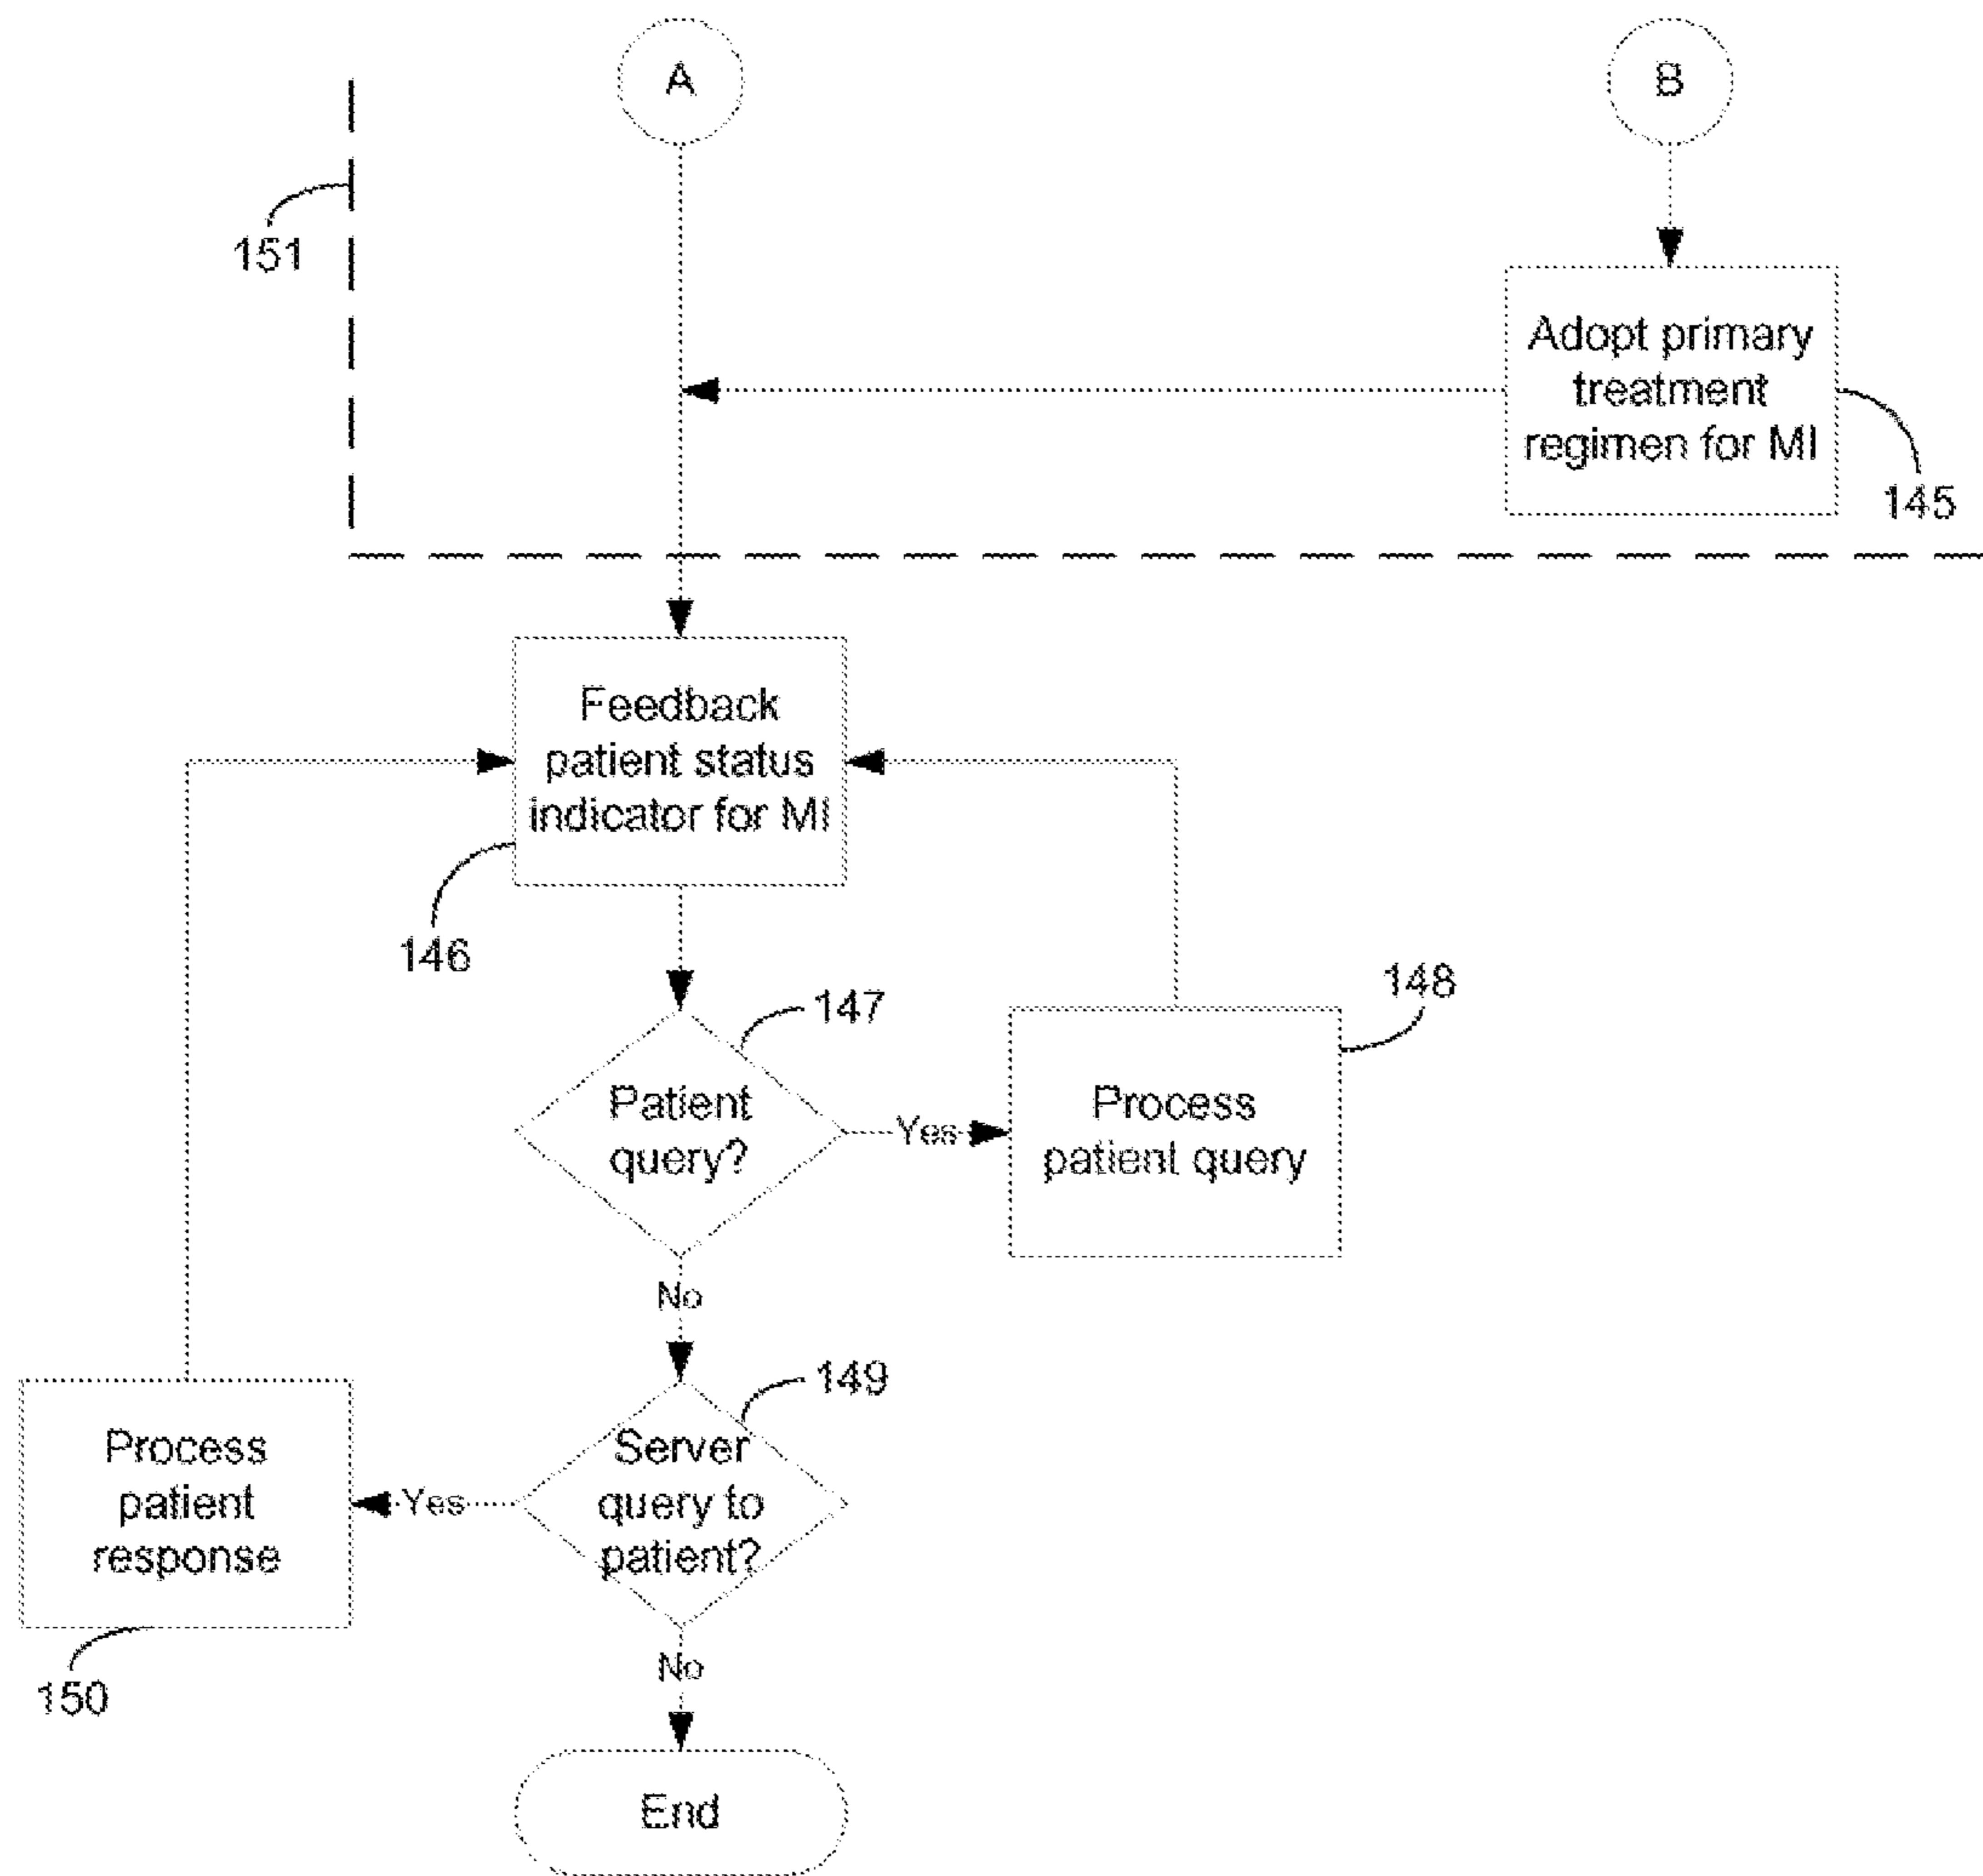 A
B
151
Adopt primary
treatment
regimen for MI
145
Feedback
patient status
indicator for MI
146
147
148
Patient
query?
Yes
Process
patient query
No
149
Process
patient
response
Yes
Server
query to
patient?
150
No
End